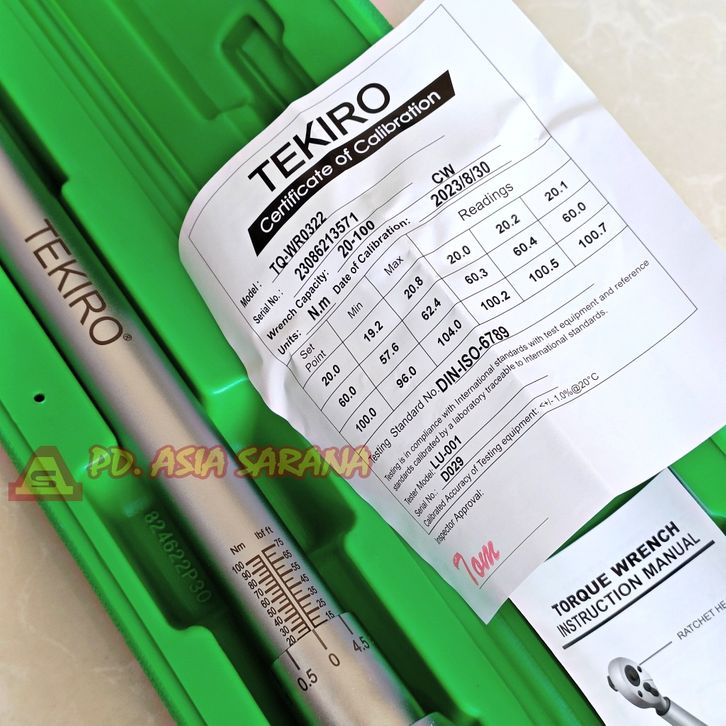 TEKIRO
Certificate of Calibration
Model: TQ-WR0322 CW
Serial No.: 23086213571
Wrench Capacity: 20-100 2023/8/30
Units: N.m Date of Calibration:
Set Point Min Max Readings
20.0 19.2 20.8 20.0 20.2 20.1
60.0 57.6 62.4 60.3 60.4 60.0
100.0 96.0 104.0 100.2 100.5 100.7
Testing Standard No. DIN-ISO-6789
Testing is in compliance with International standards with test equipment and reference
standards calibrated by a laboratory traceable to International standards.
Tester Model: LU-001
Serial No.: D029
Calibrated Accuracy of Testing equipment: <+/- 1.0%@20°C
Inspector Approval:
Tom
TEKIRO®
PD. ASIA SARANA
824622P30
Nm lbf ft
100 75
90 65
80 55
70 45
60 35
50 25
40 15
30
20
0.5 0 4.5
TORQUE WRENCH
INSTRUCTION MANUAL
RATCHET HE